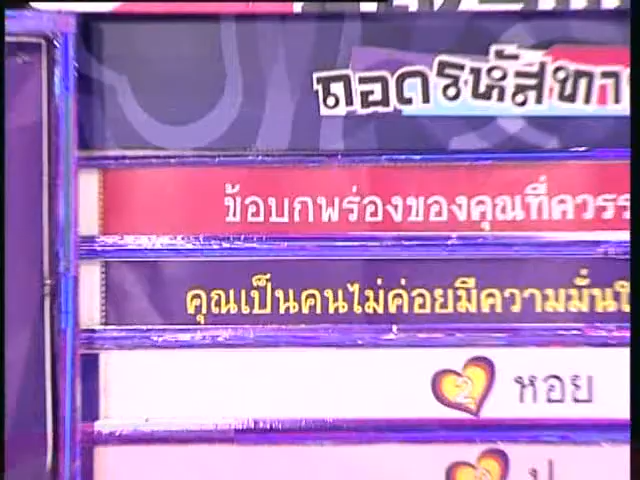 ถอดรหัสทา
ข้อบกพร่องของคุณที่ควรร
คุณเป็นคนไม่ค่อยมีความมั่นใ
2 หอย